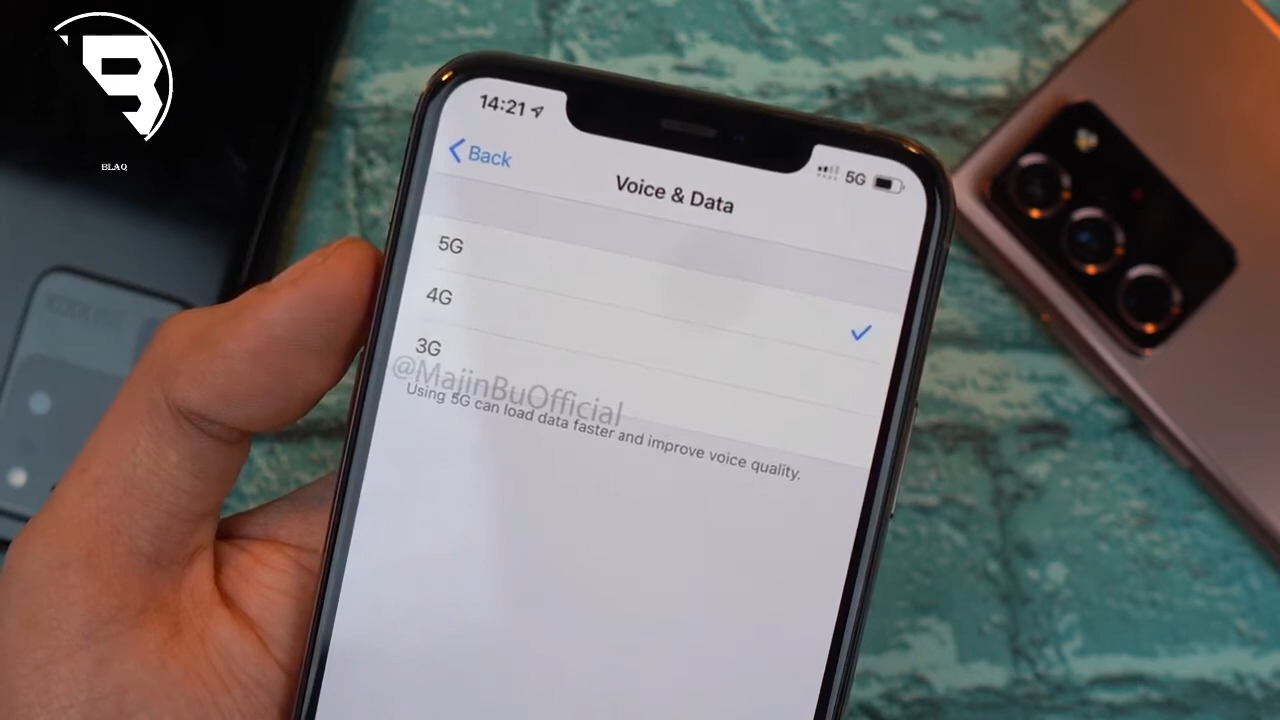 BLAQ
14:21
5G
Back
Voice & Data
5G
4G
3G
@MajinBuOfficial
Using 5G can load data faster and improve voice quality.